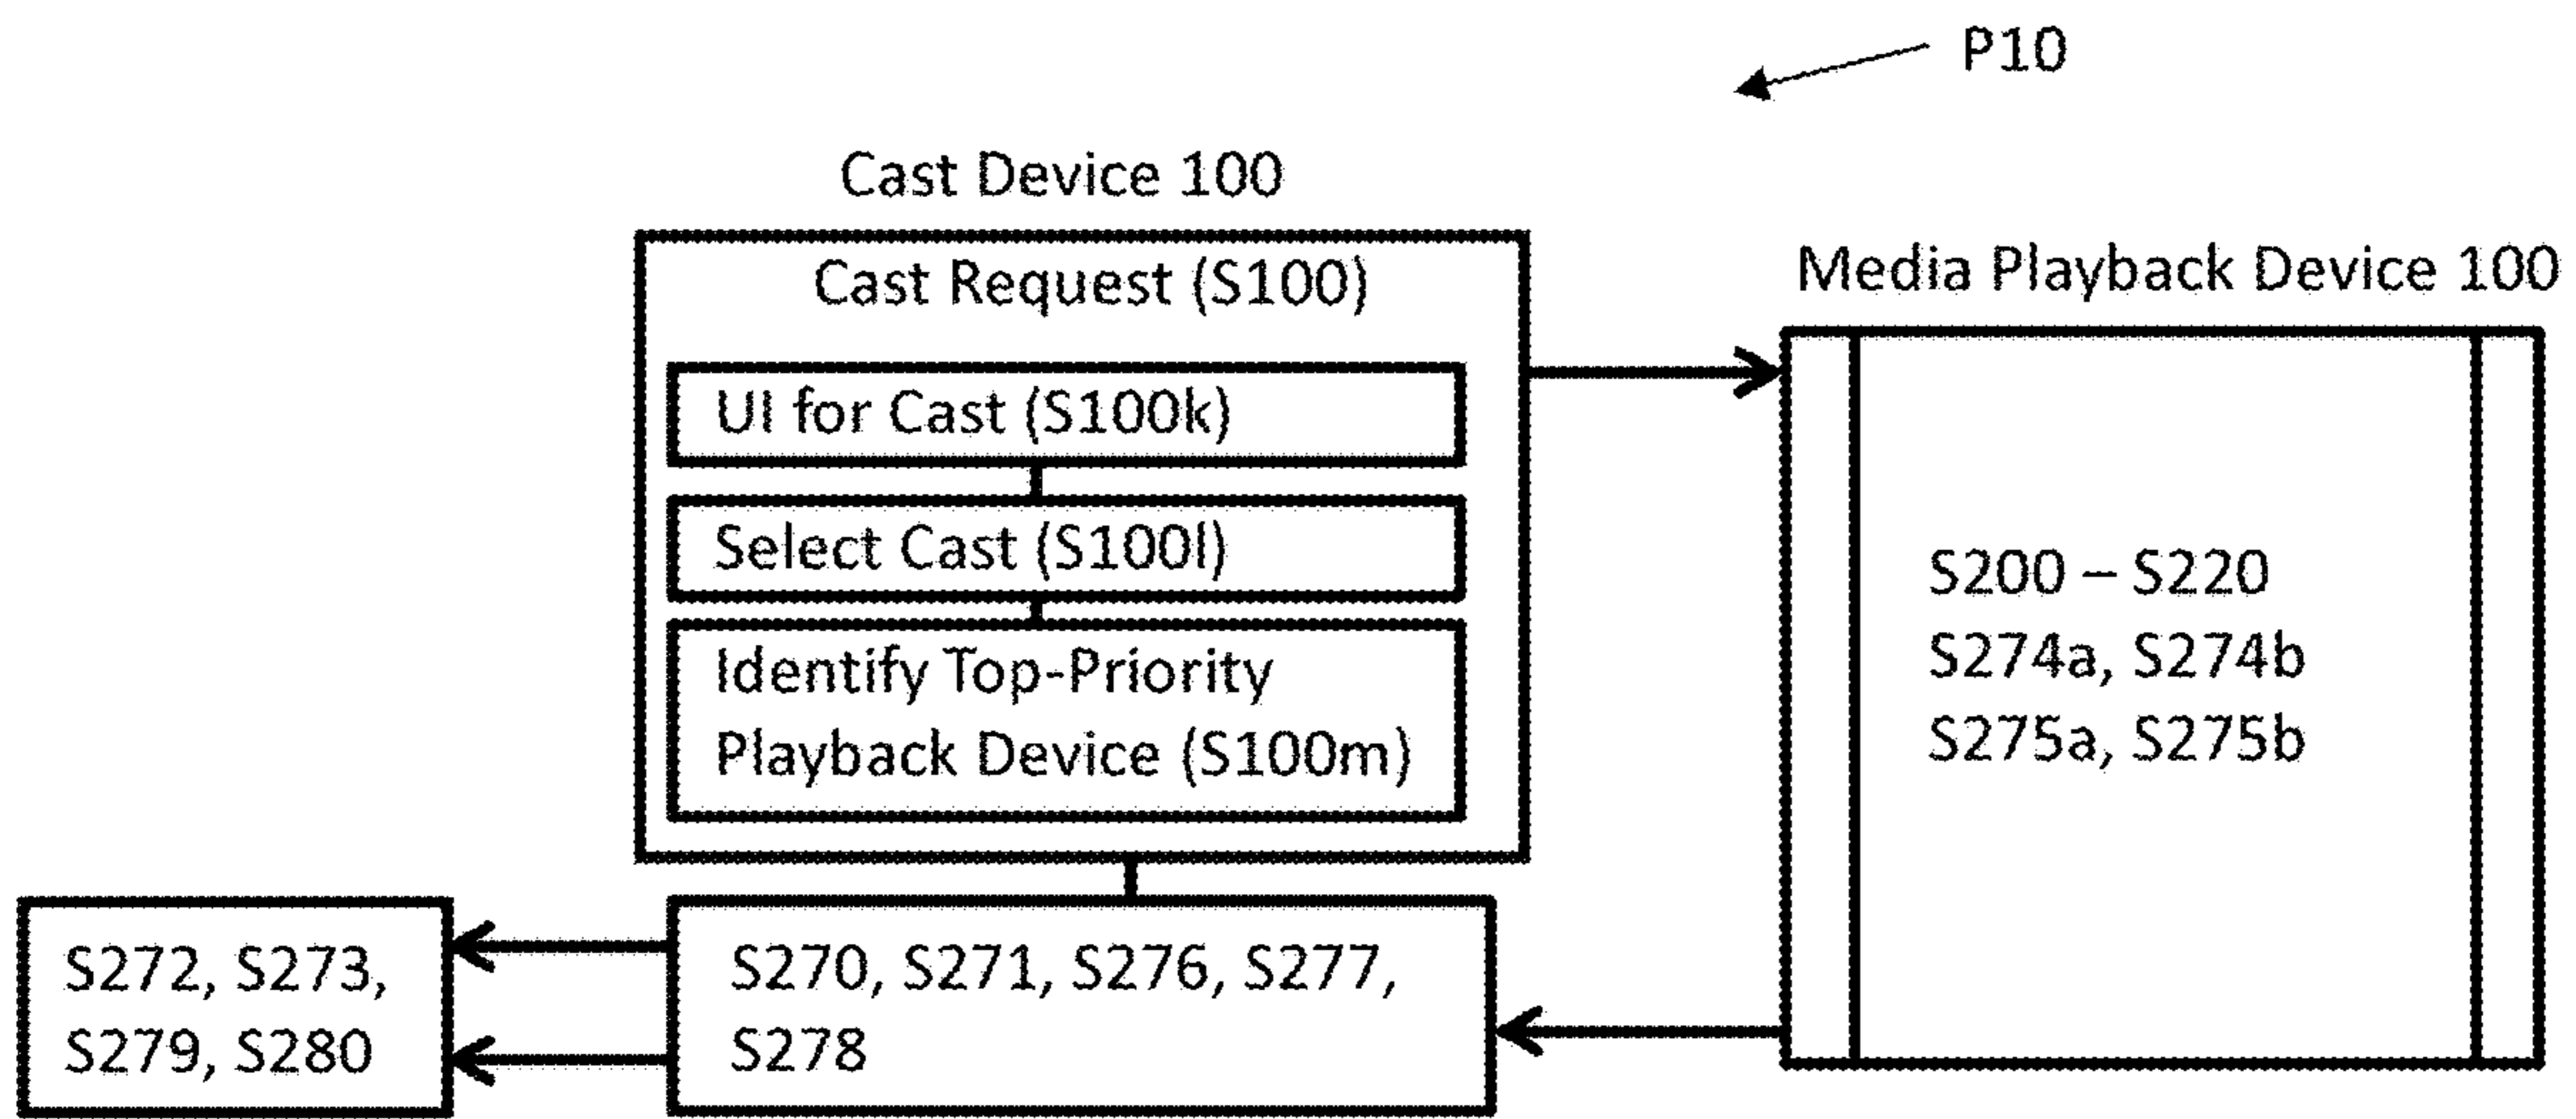 P10
Cast Device 100
Cast Request (S100)
UI for Cast (S100k)
Select Cast (S100l)
Identify Top-Priority
Playback Device (S100m)
Media Playback Device 100
S200 – S220
S274a, S274b
S275a, S275b
S272, S273,
S279, S280
S270, S271, S276, S277,
S278